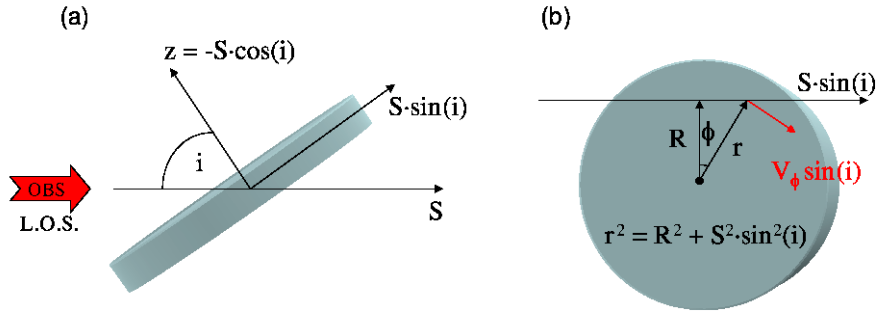 (a)
z = -S·cos(i)
S·sin(i)
i
OBS
L.O.S.
S
(b)
S·sin(i)
R
ϕ
r
V_ϕ sin(i)
r² = R² + S²·sin²(i)